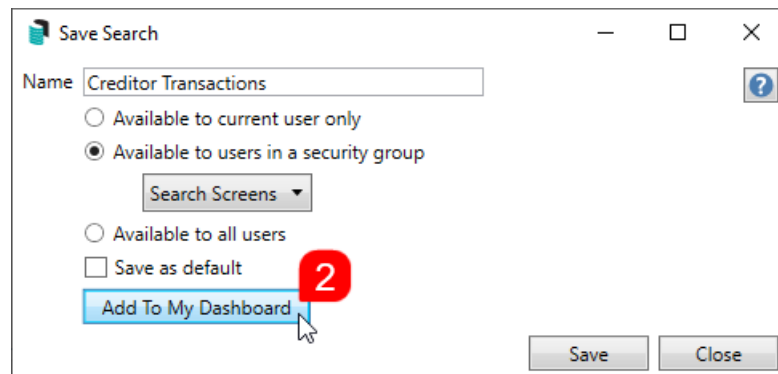 Save Search
Name Creditor Transactions
?
Available to current user only
Available to users in a security group
Search Screens
Available to all users
Save as default
2
Add To My Dashboard
Save Close